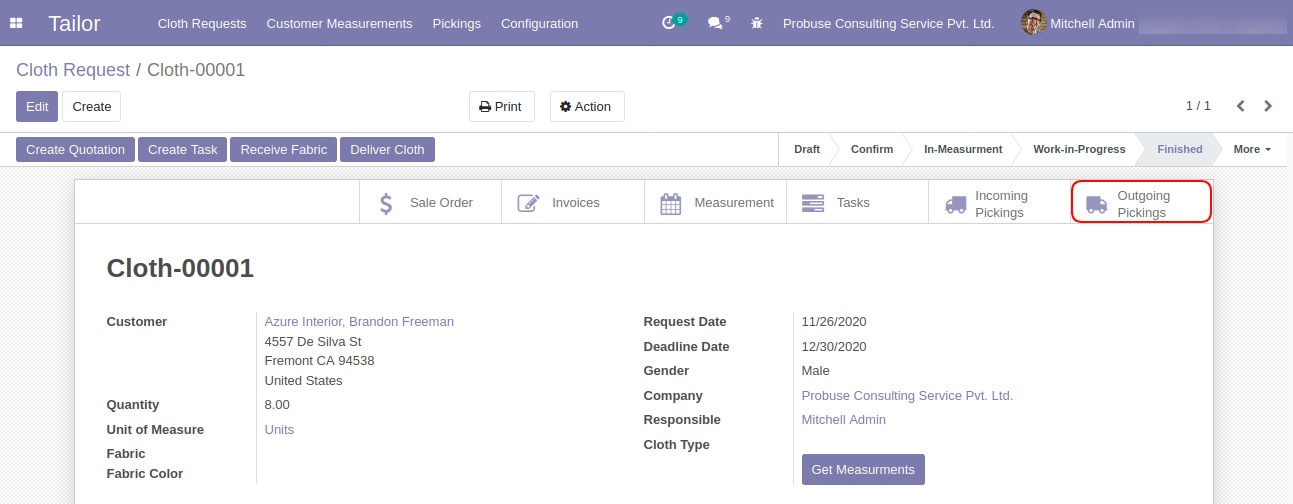 Tailor Cloth Requests Customer Measurements Pickings Configuration 9 9 Probuse Consulting Service Pvt. Ltd. Mitchell Admin
Cloth Request / Cloth-00001
Edit Create Print Action 1 / 1
Create Quotation Create Task Receive Fabric Deliver Cloth Draft Confirm In-Measurment Work-in-Progress Finished More
Sale Order Invoices Measurement Tasks Incoming Pickings Outgoing Pickings
Cloth-00001
Customer Azure Interior, Brandon Freeman
4557 De Silva St
Fremont CA 94538
United States
Quantity 8.00
Unit of Measure Units
Fabric
Fabric Color
Request Date 11/26/2020
Deadline Date 12/30/2020
Gender Male
Company Probuse Consulting Service Pvt. Ltd.
Responsible Mitchell Admin
Cloth Type
Get Measurments